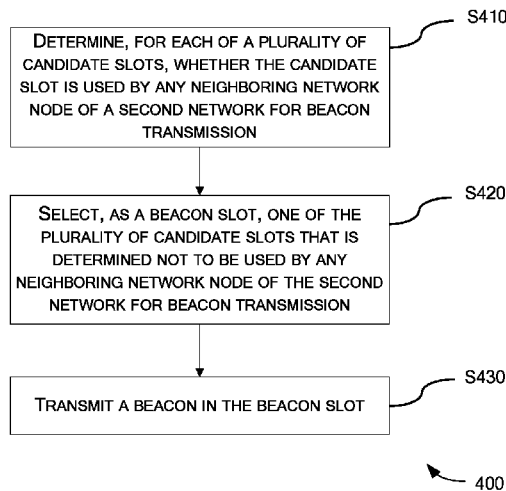 S410
DETERMINE, FOR EACH OF A PLURALITY OF
CANDIDATE SLOTS, WHETHER THE CANDIDATE
SLOT IS USED BY ANY NEIGHBORING NETWORK
NODE OF A SECOND NETWORK FOR BEACON
TRANSMISSION
S420
SELECT, AS A BEACON SLOT, ONE OF THE
PLURALITY OF CANDIDATE SLOTS THAT IS
DETERMINED NOT TO BE USED BY ANY
NEIGHBORING NETWORK NODE OF THE SECOND
NETWORK FOR BEACON TRANSMISSION
S430
TRANSMIT A BEACON IN THE BEACON SLOT
400